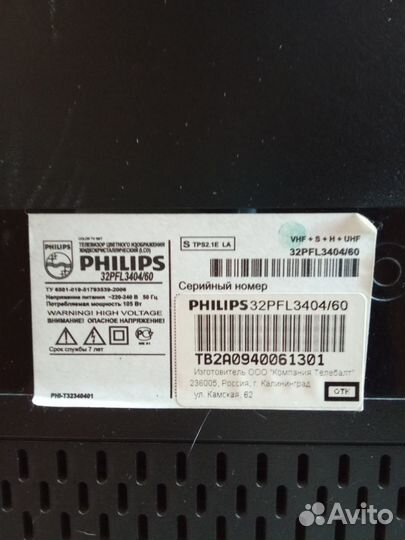 PHILIPS
COLOR TV SET
ТЕЛЕВИЗОР ЦВЕТНОГО ИЗОБРАЖЕНИЯ
ЖИДКОКРИСТАЛЛИЧЕСКИЙ (LCD)
PHILIPS
32PFL3404/60
ТУ 6581-019-51793539-2006
Напряжение питания ~220-240 В 50 Гц
Потребляемая мощность 105 Вт
WARNING! HIGH VOLTAGE
ВНИМАНИЕ! ОПАСНОЕ НАПРЯЖЕНИЕ!
Срок службы 7 лет
PHI-T32340401
S TPS2.1E LA
VHF + S + H + UHF
32PFL3404/60
Серийный номер
PHILIPS 32PFL3404/60
TB2A0940061301
Изготовитель ООО "Компания Телебалт"
236005, Россия, г. Калининград
ул. Камская, 62
ОТК
Avito